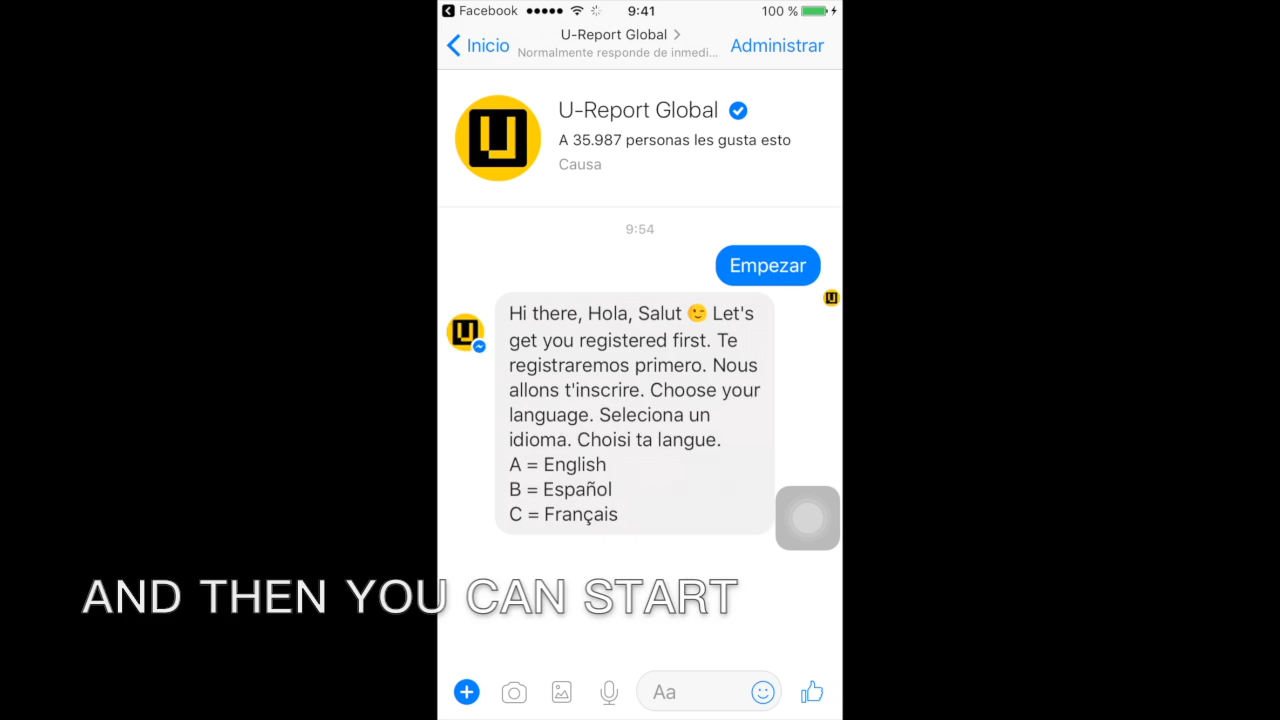 Facebook 9:41 100 %
Inicio U-Report Global Administrar
Normalmente responde de inmedi...
U-Report Global
A 35.987 personas les gusta esto
Causa
9:54
Empezar
Hi there, Hola, Salut 😉 Let's
get you registered first. Te
registraremos primero. Nous
allons t'inscrire. Choose your
language. Seleciona un
idioma. Choisi ta langue.
A = English
B = Español
C = Français
AND THEN YOU CAN START
Aa